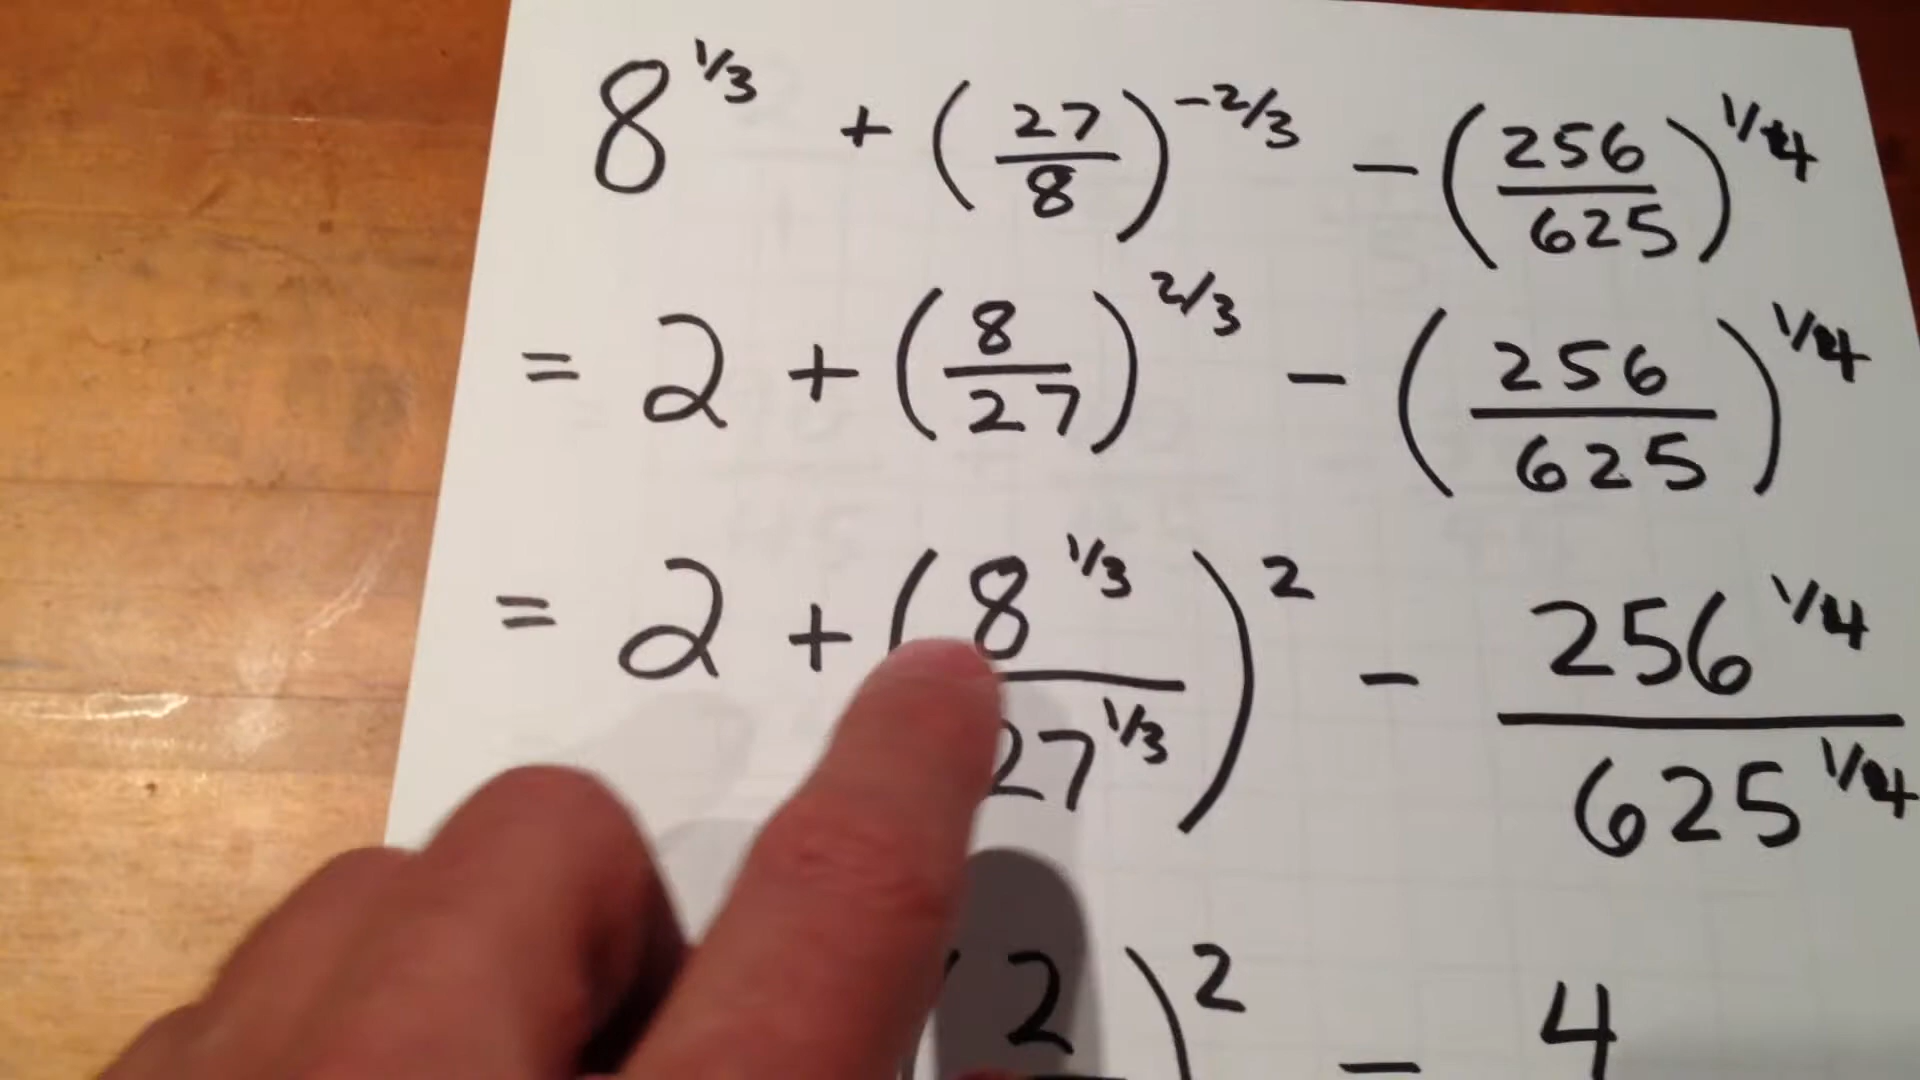 8^{1/3} + (27/8)^{-2/3} - (256/625)^{1/4}
= 2 + (8/27)^{2/3} - (256/625)^{1/4}
= 2 + (8^{1/3}/27^{1/3})^2 - 256^{1/4}/625^{1/4}
(2)^2 - 4